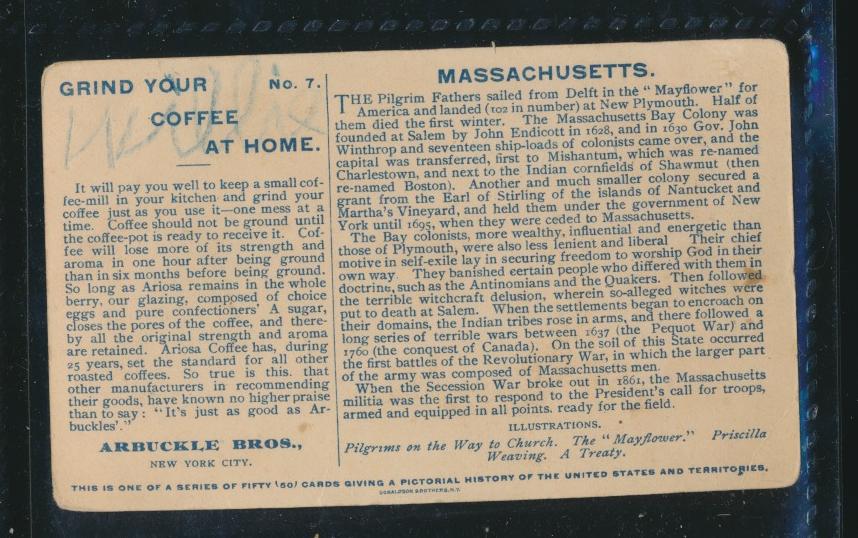 GRIND YOUR No. 7.
COFFEE
AT HOME.
It will pay you well to keep a small cof-
fee-mill in your kitchen and grind your
coffee just as you use it—one mess at a
time. Coffee should not be ground until
the coffee-pot is ready to receive it. Cof-
fee will lose more of its strength and
aroma in one hour after being ground
than in six months before being ground.
So long as Ariosa remains in the whole
berry, our glazing, composed of choice
eggs and pure confectioners' A sugar,
closes the pores of the coffee, and there-
by all the original strength and aroma
are retained. Ariosa Coffee has, during
25 years, set the standard for all other
roasted coffees. So true is this. that
other manufacturers in recommending
their goods, have known no higher praise
than to say: "It's just as good as Ar-
buckles'."
ARBUCKLE BROS.,
NEW YORK CITY.
MASSACHUSETTS.
THE Pilgrim Fathers sailed from Delft in the "Mayflower" for
America and landed (102 in number) at New Plymouth. Half of
them died the first winter. The Massachusetts Bay Colony was
founded at Salem by John Endicott in 1628, and in 1630 Gov. John
Winthrop and seventeen ship-loads of colonists came over, and the
capital was transferred, first to Mishantum, which was re-named
Charlestown, and next to the Indian cornfields of Shawmut (then
re-named Boston). Another and much smaller colony secured a
grant from the Earl of Stirling of the islands of Nantucket and
Martha's Vineyard, and held them under the government of New
York until 1695, when they were ceded to Massachusetts.
The Bay colonists, more wealthy, influential and energetic than
those of Plymouth, were also less lenient and liberal Their chief
motive in self-exile lay in securing freedom to worship God in their
own way. They banished certain people who differed with them in
doctrine, such as the Antinomians and the Quakers. Then followed
the terrible witchcraft delusion, wherein so-alleged witches were
put to death at Salem. When the settlements began to encroach on
their domains, the Indian tribes rose in arms, and there followed a
long series of terrible wars between 1637 (the Pequot War) and
1760 (the conquest of Canada). On the soil of this State occurred
the first battles of the Revolutionary War, in which the larger part
of the army was composed of Massachusetts men.
When the Secession War broke out in 1861, the Massachusetts
militia was the first to respond to the President's call for troops,
armed and equipped in all points. ready for the field.
ILLUSTRATIONS.
Pilgrims on the Way to Church. The "Mayflower." Priscilla
Weaving. A Treaty.
THIS IS ONE OF A SERIES OF FIFTY (50) CARDS GIVING A PICTORIAL HISTORY OF THE UNITED STATES AND TERRITORIES.
DONALDSON BROTHERS, N.Y.